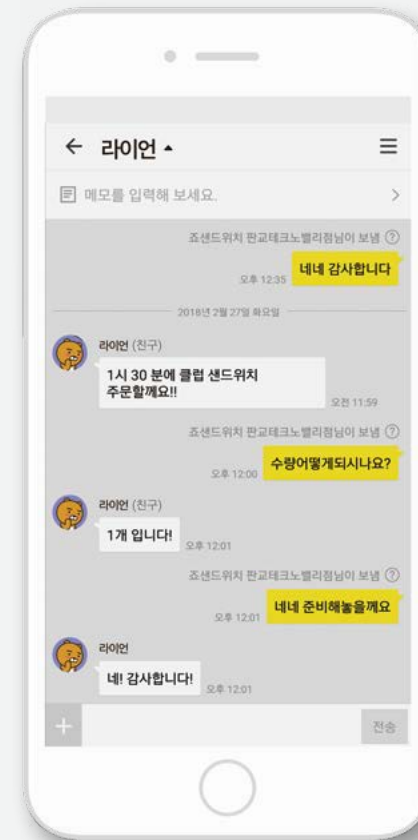 라이언
메모를 입력해 보세요.
죠샌드위치 판교테크노밸리점님이 보냄 ?
네네 감사합니다
오후 12:35
2018년 2월 27일 화요일
라이언 (친구)
1시 30 분에 클럽 샌드위치
주문할께요!!
오전 11:59
죠샌드위치 판교테크노밸리점님이 보냄 ?
수량어떻게되시나요?
오후 12:00
라이언 (친구)
1개 입니다!
오후 12:01
죠샌드위치 판교테크노밸리점님이 보냄 ?
네네 준비해놓을께요
오후 12:01
라이언
네! 감사합니다!
오후 12:01
전송